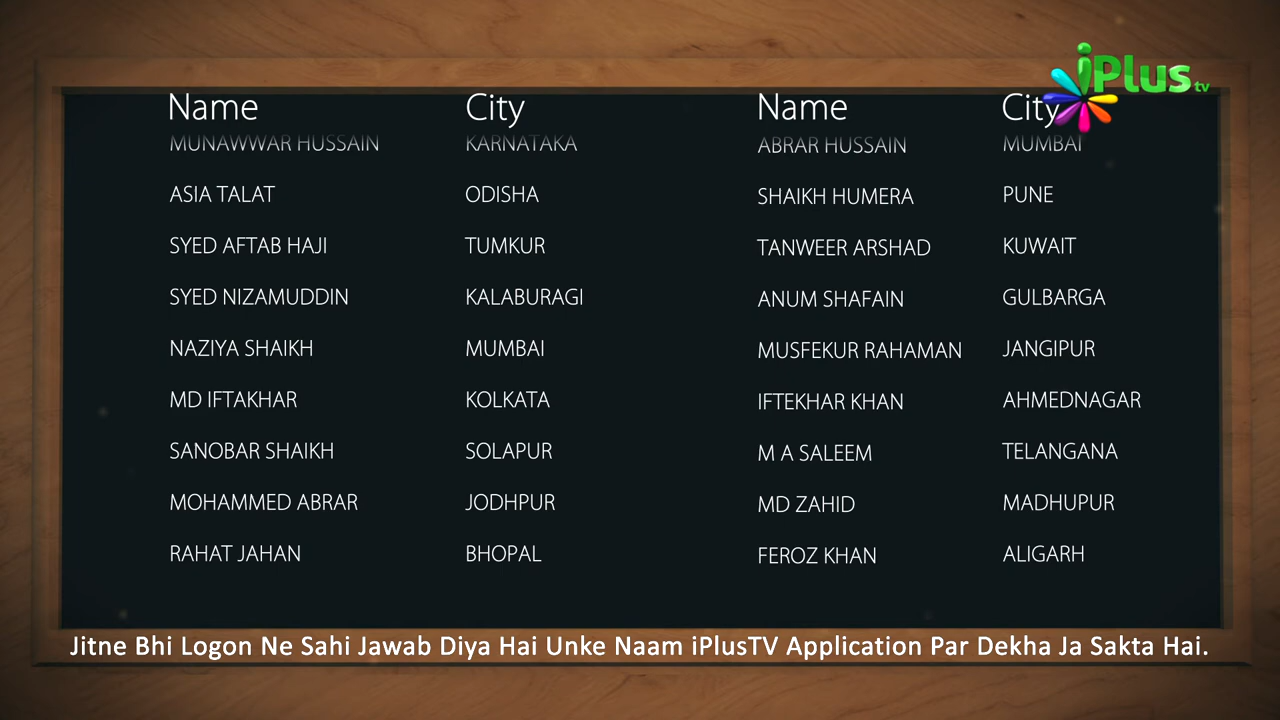 iPlus tv
Name City Name City
MUNAWWAR HUSSAIN KARNATAKA ABRAR HUSSAIN MUMBAI
ASIA TALAT ODISHA SHAIKH HUMERA PUNE
SYED AFTAB HAJI TUMKUR TANWEER ARSHAD KUWAIT
SYED NIZAMUDDIN KALABURAGI ANUM SHAFAIN GULBARGA
NAZIYA SHAIKH MUMBAI MUSFEKUR RAHAMAN JANGIPUR
MD IFTAKHAR KOLKATA IFTEKHAR KHAN AHMEDNAGAR
SANOBAR SHAIKH SOLAPUR M A SALEEM TELANGANA
MOHAMMED ABRAR JODHPUR MD ZAHID MADHUPUR
RAHAT JAHAN BHOPAL FEROZ KHAN ALIGARH
Jitne Bhi Logon Ne Sahi Jawab Diya Hai Unke Naam iPlusTV Application Par Dekha Ja Sakta Hai.